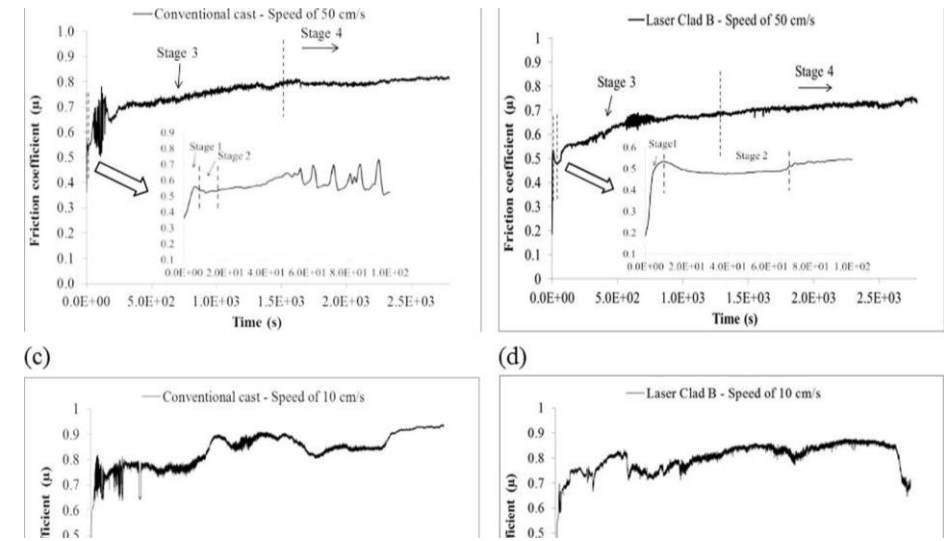 Conventional cast - Speed of 50 cm/s
Stage 4
Stage 3
1.0
0.9
0.8
0.7
0.6
0.5
0.4
0.3
0.2
0.1
0.0
Friction coefficient (μ)
0.9
0.8
0.7
0.6
0.5
0.4
0.3
0.2
0.1
Stage 1
Stage 2
0.0E+00 2.0E+01 4.0E+01 6.0E+01 8.0E+01 1.0E+02
0.0E+00 5.0E+02 1.0E+03 1.5E+03 2.0E+03 2.5E+03
Time (s)
Laser Clad B - Speed of 50 cm/s
Stage 3
Stage 4
1
0.9
0.8
0.7
0.6
0.5
0.4
0.3
0.2
0.1
0
Friction coefficient (μ)
0.6
0.5
0.4
0.3
0.2
0.1
Stage1
Stage 2
0.0E+00 2.0E+01 4.0E+01 6.0E+01 8.0E+01 1.0E+02
0.0E+00 5.0E+02 1.0E+03 1.5E+03 2.0E+03 2.5E+03
Time (s)
(c)
(d)
Conventional cast - Speed of 10 cm/s
1
0.9
0.8
0.7
0.6
0.5
(μ)
Laser Clad B - Speed of 10 cm/s
1
0.9
0.8
0.7
0.6
0.5
(μ)